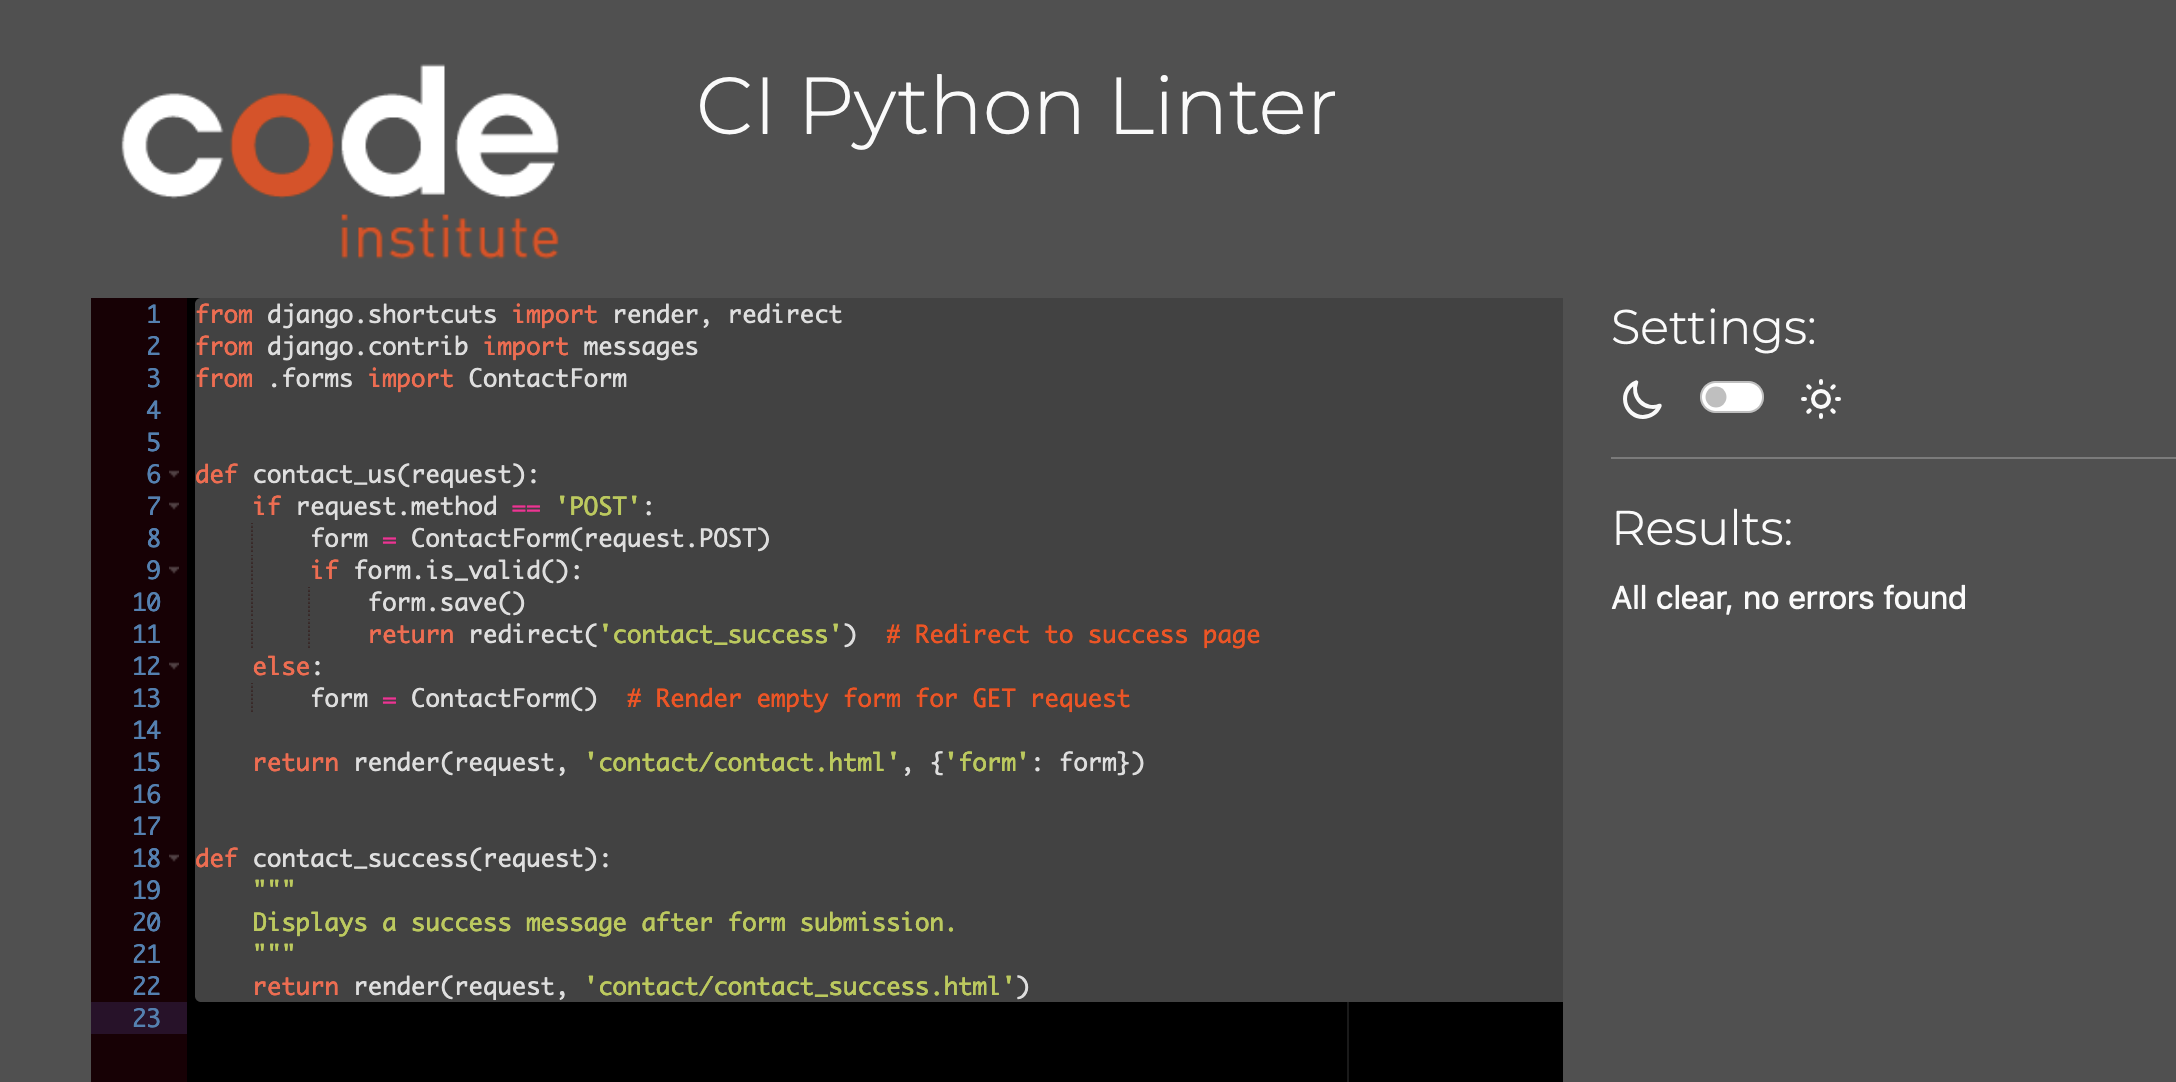 code
institute
CI Python Linter
1 from django.shortcuts import render, redirect
2 from django.contrib import messages
3 from .forms import ContactForm
4
5
6 def contact_us(request):
7     if request.method == 'POST':
8         form = ContactForm(request.POST)
9         if form.is_valid():
10             form.save()
11             return redirect('contact_success')  # Redirect to success page
12     else:
13         form = ContactForm()  # Render empty form for GET request
14
15     return render(request, 'contact/contact.html', {'form': form})
16
17
18 def contact_success(request):
19     """
20     Displays a success message after form submission.
21     """
22     return render(request, 'contact/contact_success.html')
23
Settings:
Results:
All clear, no errors found